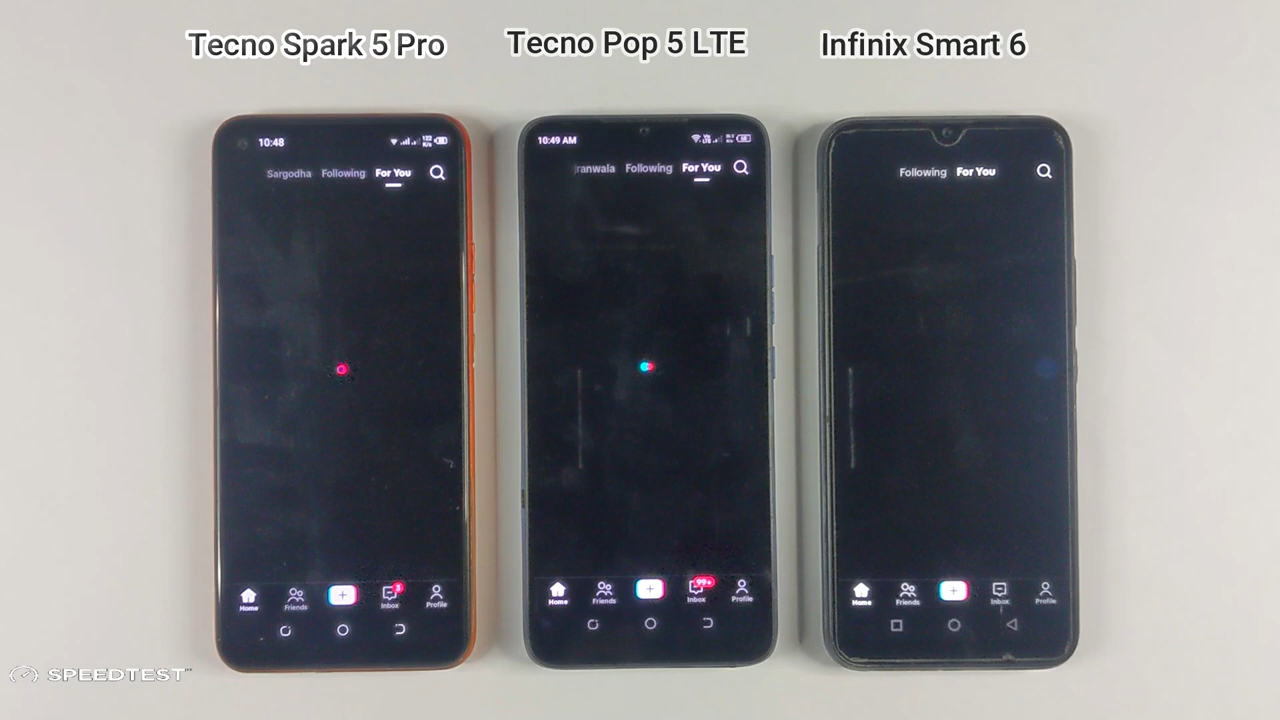 Tecno Spark 5 Pro
Tecno Pop 5 LTE
Infinix Smart 6
10:48
Sargodha Following For You
Home
Friends
3
Inbox
Profile
10:49 AM
ranwala Following For You
Home
Friends
99+
Inbox
Profile
Following For You
Home
Friends
Inbox
Profile
SPEEDTEST